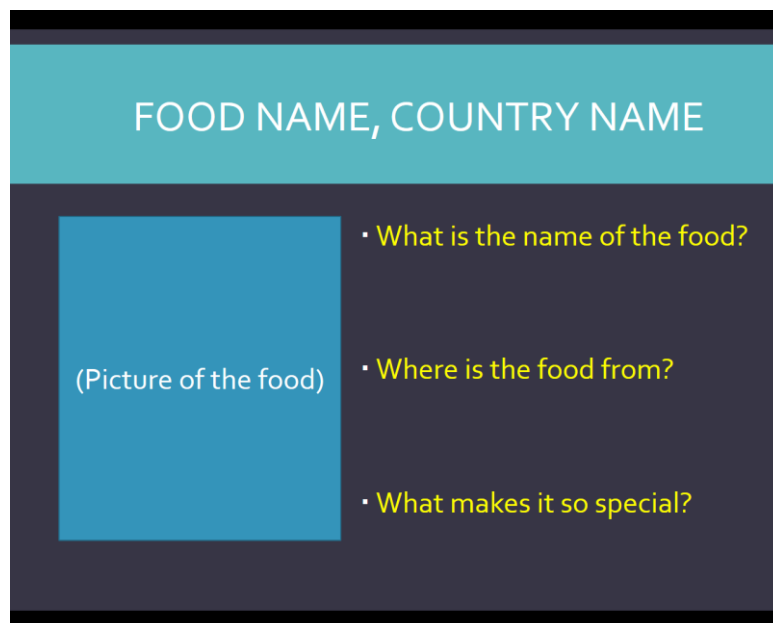 FOOD NAME, COUNTRY NAME
(Picture of the food)
▪ What is the name of the food?
▪ Where is the food from?
▪ What makes it so special?